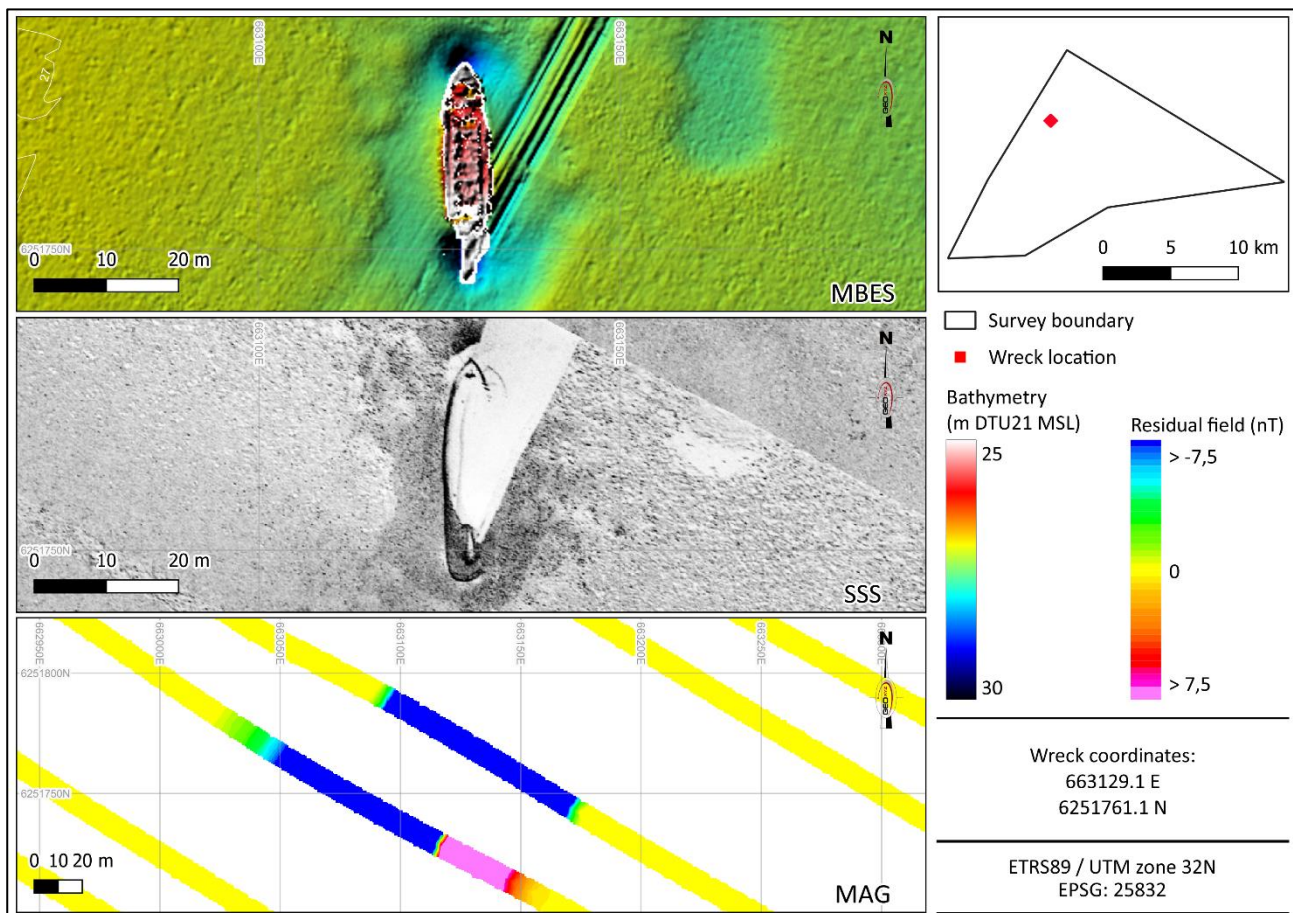 663100E
663150E
27
N
GEOxyz
6251750N
0 10 20 m
MBES
663100E
663150E
N
GEOxyz
6251750N
0 10 20 m
SSS
662950E
663000E
663050E
663100E
663150E
663200E
663250E
N
GEOxyz
6251800N
6251750N
0 10 20 m
MAG
0 5 10 km
Survey boundary
Wreck location
Bathymetry
(m DTU21 MSL)
25
30
Residual field (nT)
> -7,5
0
> 7,5
Wreck coordinates:
663129.1 E
6251761.1 N
ETRS89 / UTM zone 32N
EPSG: 25832